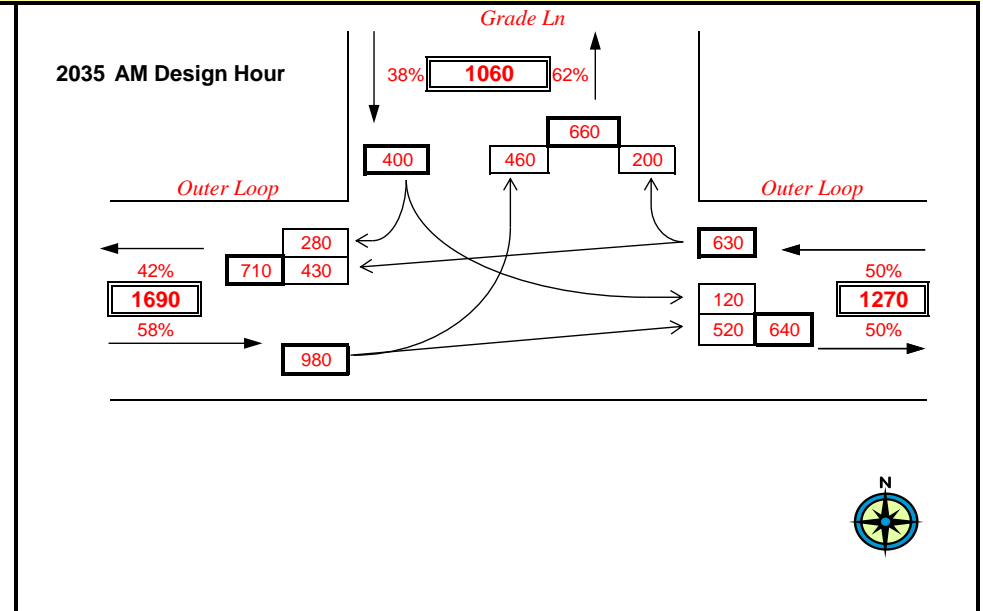 Grade Ln
2035 AM Design Hour
38% 1060 62%
660
400 460 200
Outer Loop Outer Loop
280 630
710 430
42% 50%
1690 120 1270
58% 520 640 50%
980
N